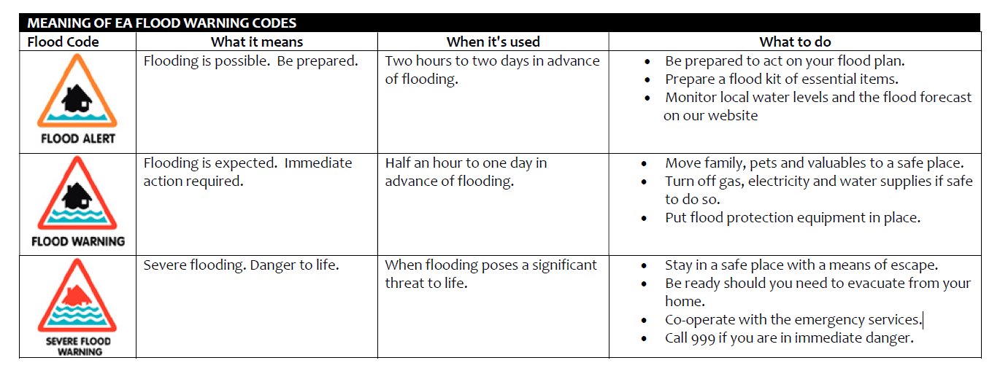 MEANING OF EA FLOOD WARNING CODES
Flood Code What it means When it's used What to do
FLOOD ALERT
Flooding is possible. Be prepared.
Two hours to two days in advance
of flooding.
• Be prepared to act on your flood plan.
• Prepare a flood kit of essential items.
• Monitor local water levels and the flood forecast
on our website
FLOOD WARNING
Flooding is expected. Immediate
action required.
Half an hour to one day in
advance of flooding.
• Move family, pets and valuables to a safe place.
• Turn off gas, electricity and water supplies if safe
to do so.
• Put flood protection equipment in place.
SEVERE FLOOD
WARNING
Severe flooding. Danger to life.
When flooding poses a significant
threat to life.
• Stay in a safe place with a means of escape.
• Be ready should you need to evacuate from your
home.
• Co-operate with the emergency services.
• Call 999 if you are in immediate danger.